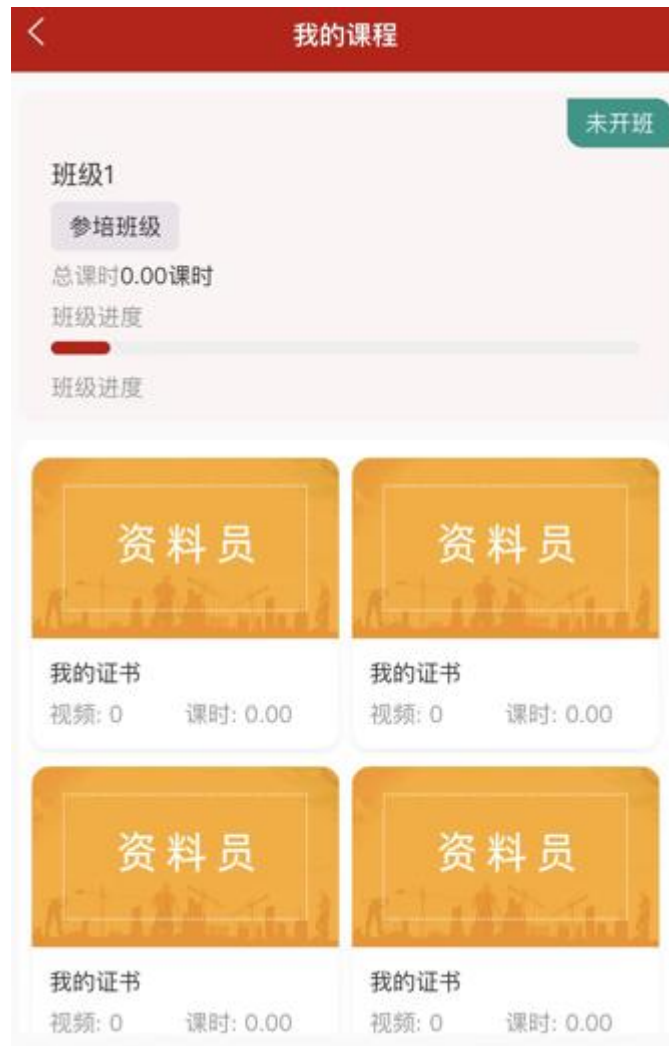 我的课程
未开班
班级1
参培班级
总课时0.00课时
班级进度
班级进度
资料员 资料员
我的证书 我的证书
视频: 0 课时: 0.00 视频: 0 课时: 0.00
资料员 资料员
我的证书 我的证书
视频: 0 课时: 0.00 视频: 0 课时: 0.00